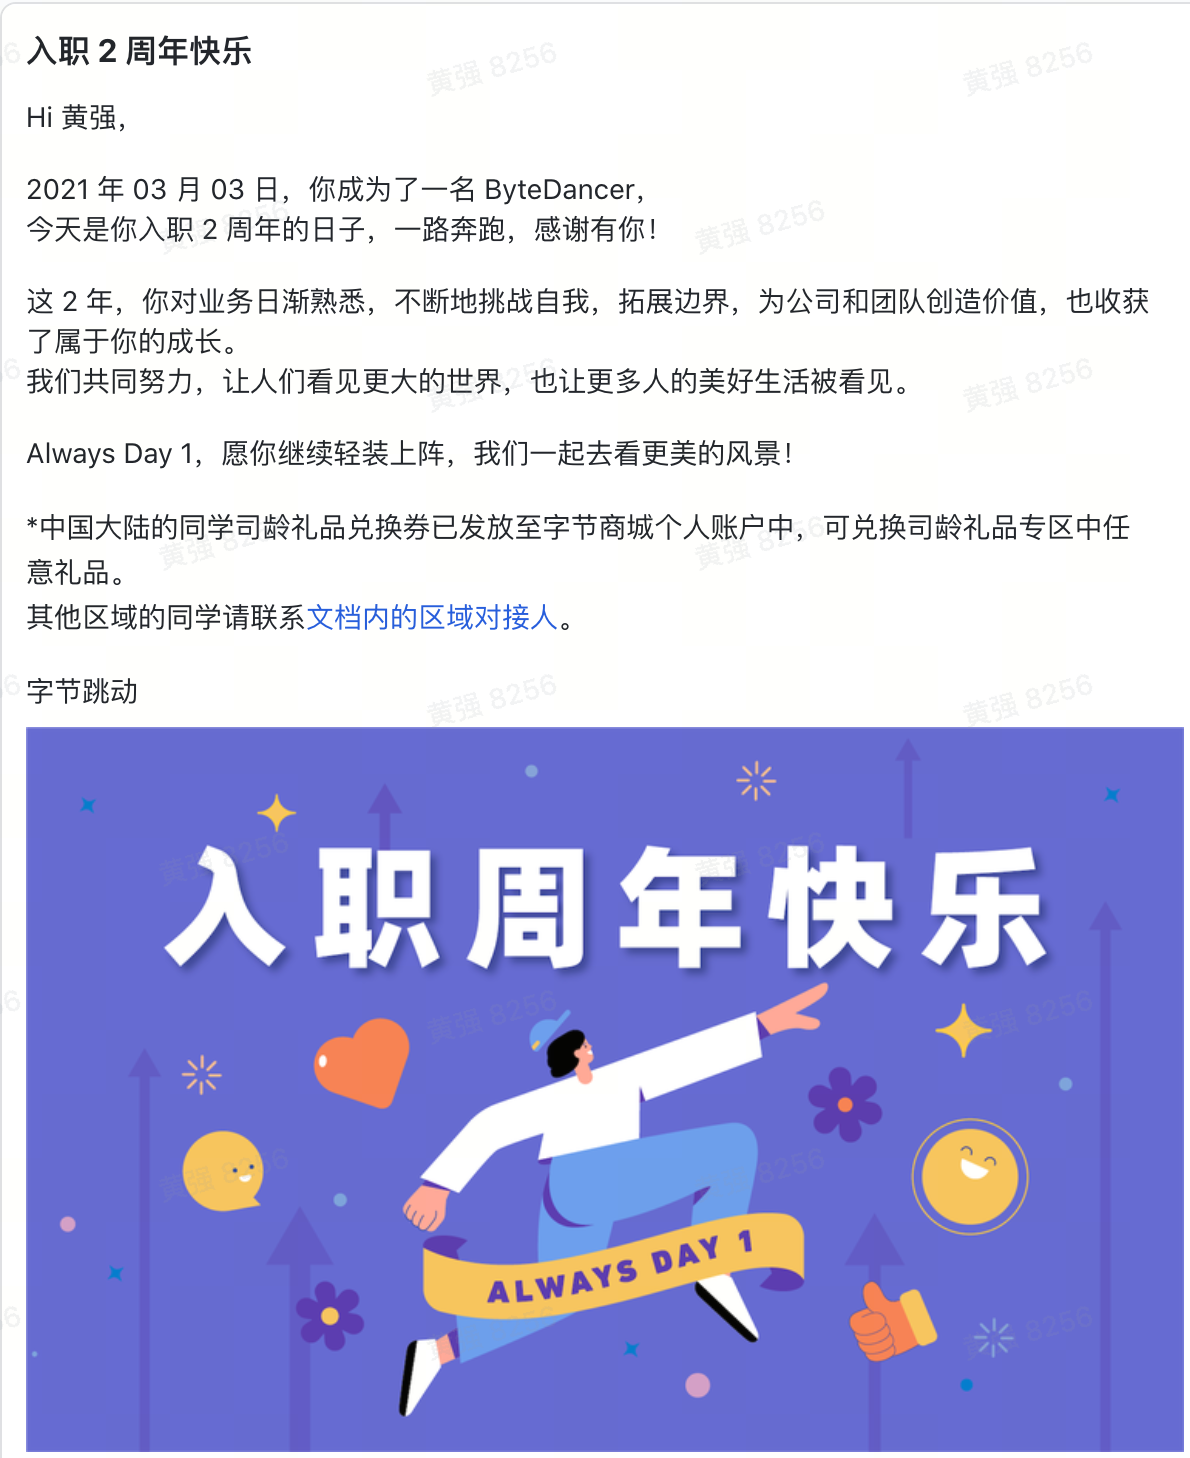 入职 2 周年快乐
Hi 黄强，
2021 年 03 月 03 日，你成为了一名 ByteDancer，
今天是你入职 2 周年的日子，一路奔跑，感谢有你！
这 2 年，你对业务日渐熟悉，不断地挑战自我，拓展边界，为公司和团队创造价值，也收获
了属于你的成长。
我们共同努力，让人们看见更大的世界，也让更多人的美好生活被看见。
Always Day 1，愿你继续轻装上阵，我们一起去看更美的风景！
*中国大陆的同学司龄礼品兑换券已发放至字节商城个人账户中，可兑换司龄礼品专区中任
意礼品。
其他区域的同学请联系文档内的区域对接人。
字节跳动
入职周年快乐
ALWAYS DAY 1
黄强 8256